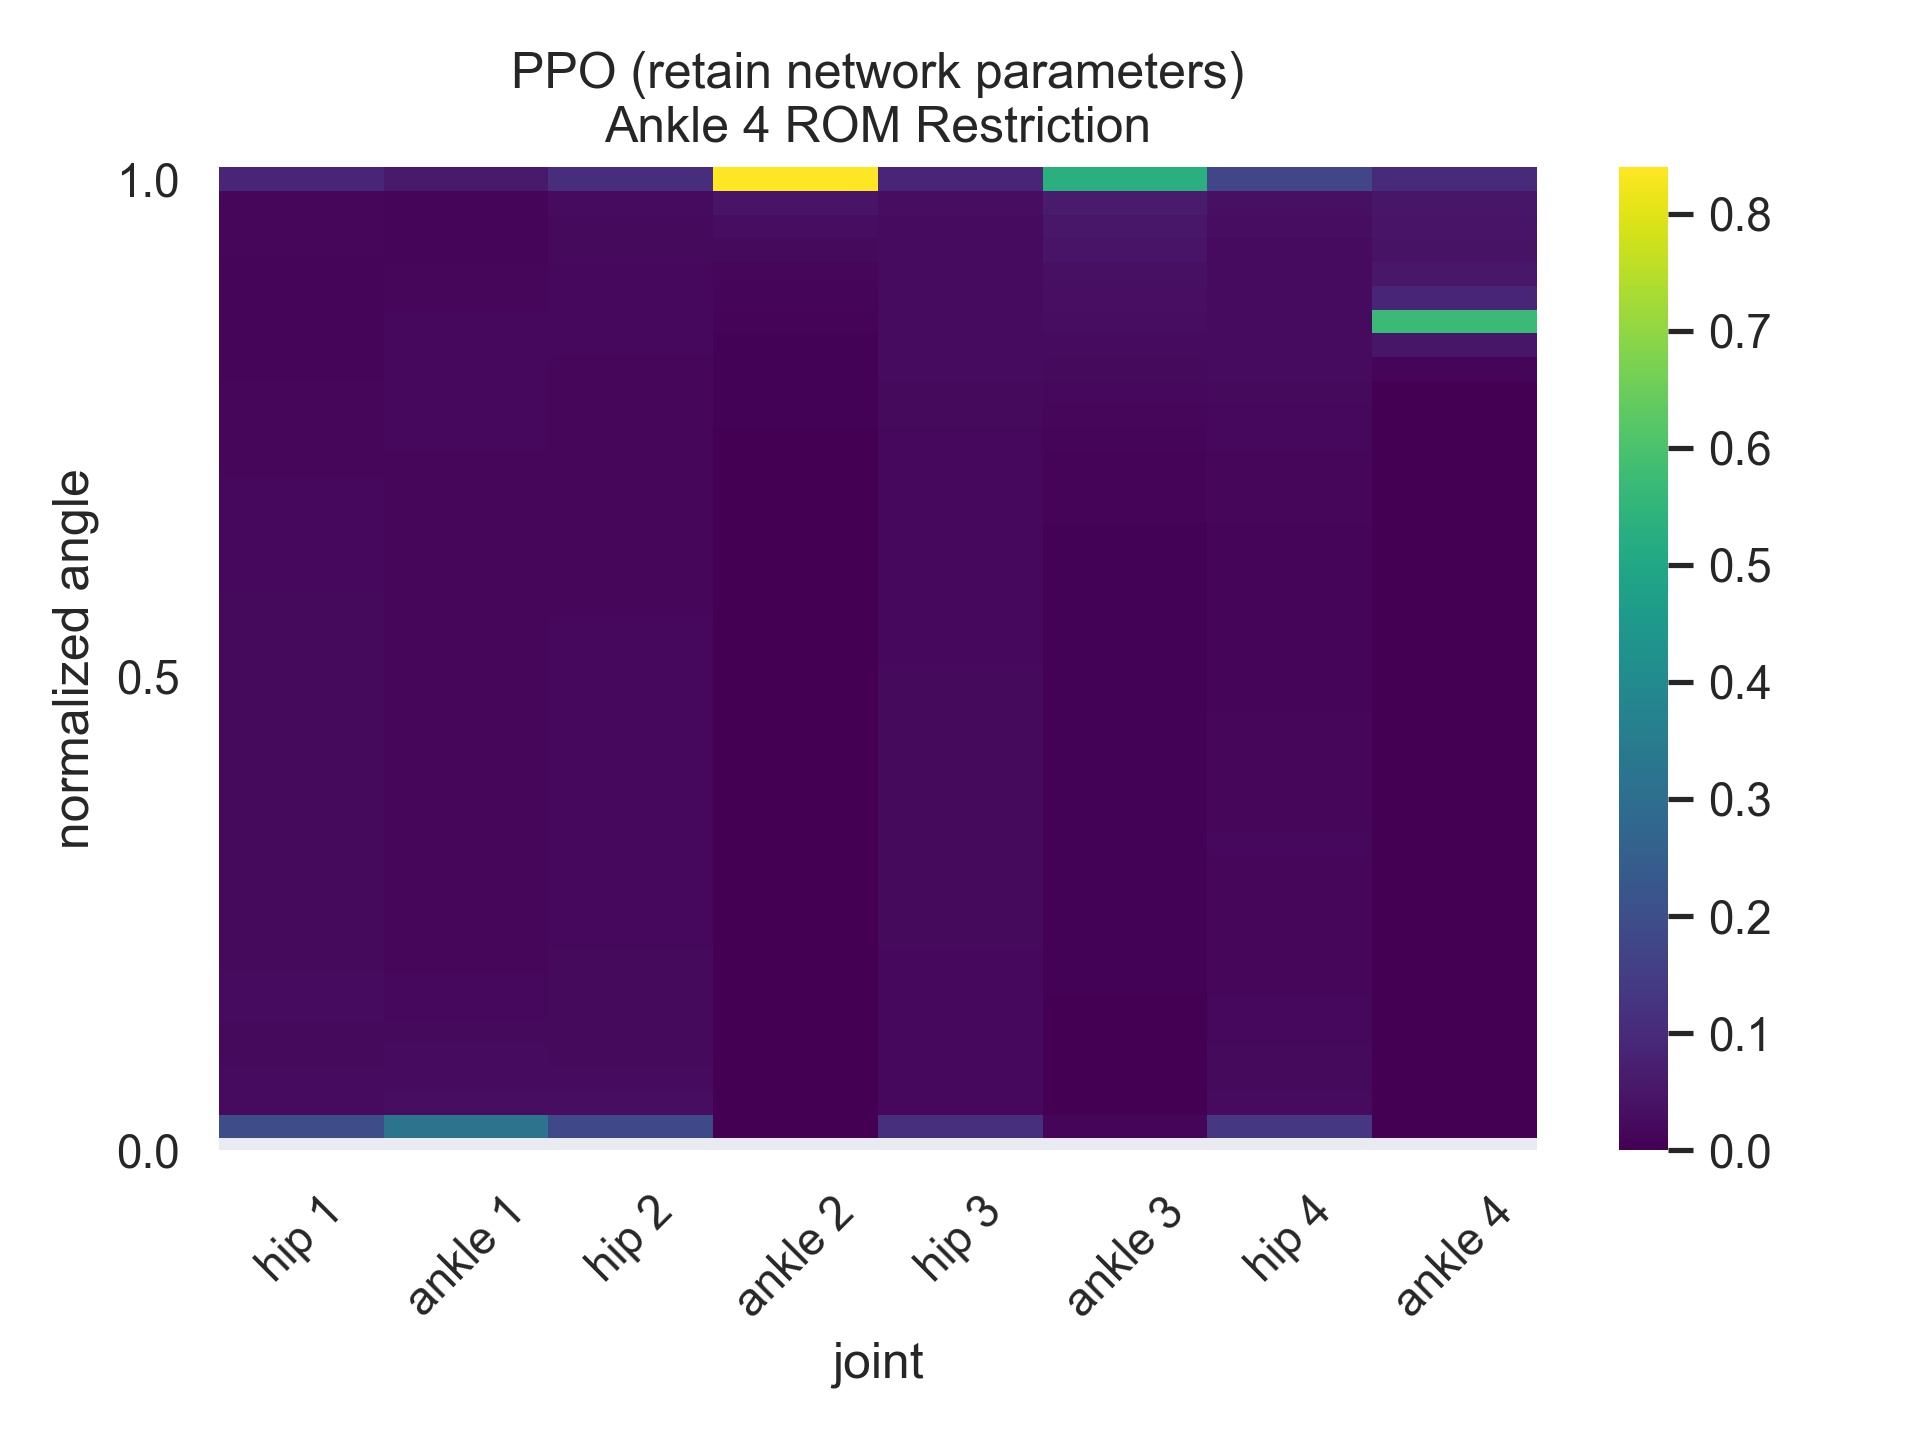 PPO (retain network parameters)
Ankle 4 ROM Restriction
normalized angle
1.0
0.5
0.0
hip 1
ankle 1
hip 2
ankle 2
hip 3
ankle 3
hip 4
ankle 4
joint
0.8
0.7
0.6
0.5
0.4
0.3
0.2
0.1
0.0